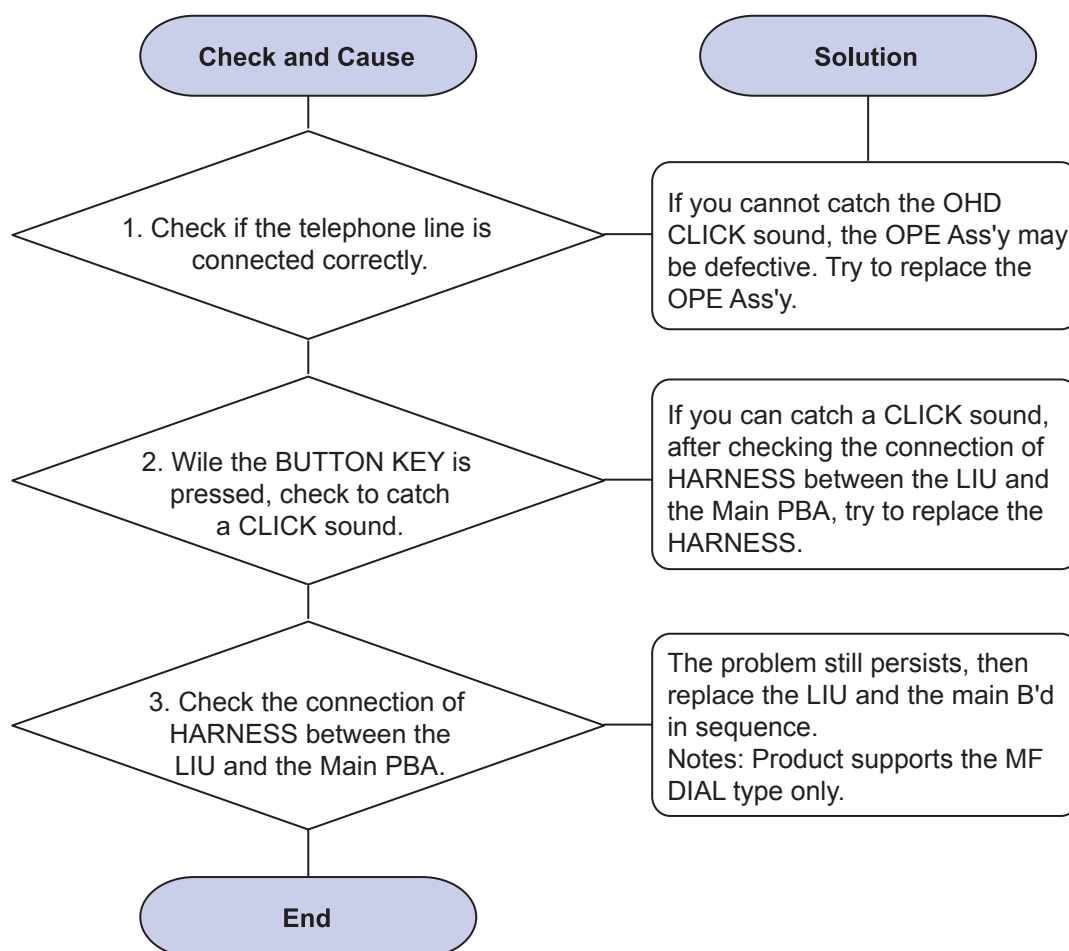 Check and Cause
Solution
1. Check if the telephone line is
connected correctly.
If you cannot catch the OHD
CLICK sound, the OPE Ass'y may
be defective. Try to replace the
OPE Ass'y.
2. Wile the BUTTON KEY is
pressed, check to catch
a CLICK sound.
If you can catch a CLICK sound,
after checking the connection of
HARNESS between the LIU and
the Main PBA, try to replace the
HARNESS.
3. Check the connection of
HARNESS between the
LIU and the Main PBA.
The problem still persists, then
replace the LIU and the main B'd
in sequence.
Notes: Product supports the MF
DIAL type only.
End